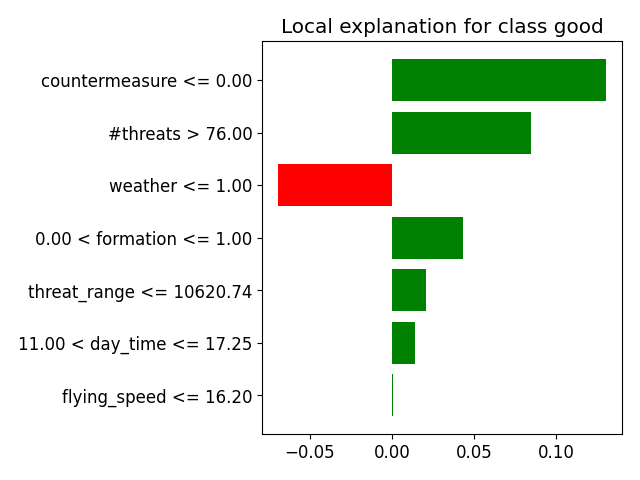 Local explanation for class good
countermeasure <= 0.00
#threats > 76.00
weather <= 1.00
0.00 < formation <= 1.00
threat_range <= 10620.74
11.00 < day_time <= 17.25
flying_speed <= 16.20
−0.05 0.00 0.05 0.10